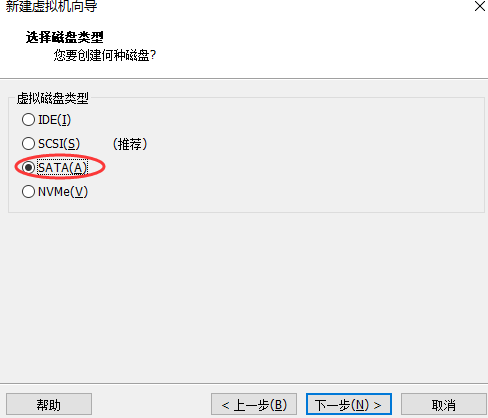 新建虚拟机向导
选择磁盘类型
您要创建何种磁盘?
虚拟磁盘类型
IDE(I)
SCSI(S) (推荐)
SATA(A)
NVMe(V)
帮助 < 上一步(B) 下一步(N) > 取消